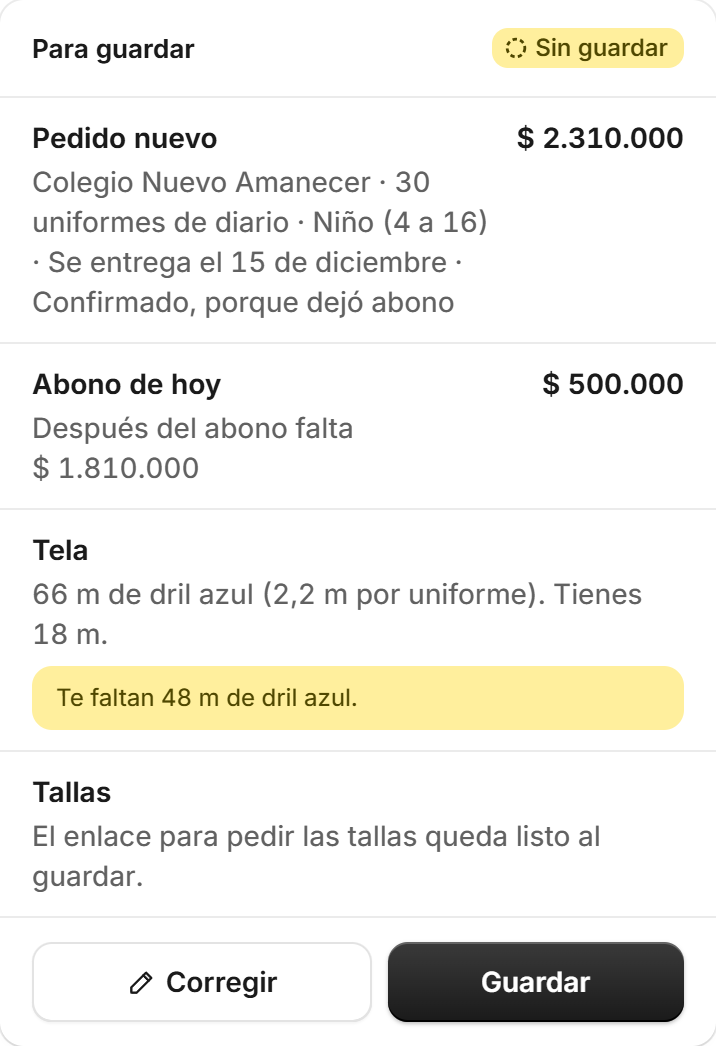 Para guardar
Sin guardar
Pedido nuevo
$ 2.310.000
Colegio Nuevo Amanecer · 30
uniformes de diario · Niño (4 a 16)
· Se entrega el 15 de diciembre ·
Confirmado, porque dejó abono
Abono de hoy
$ 500.000
Después del abono falta
$ 1.810.000
Tela
66 m de dril azul (2,2 m por uniforme). Tienes
18 m.
Te faltan 48 m de dril azul.
Tallas
El enlace para pedir las tallas queda listo al
guardar.
Corregir
Guardar